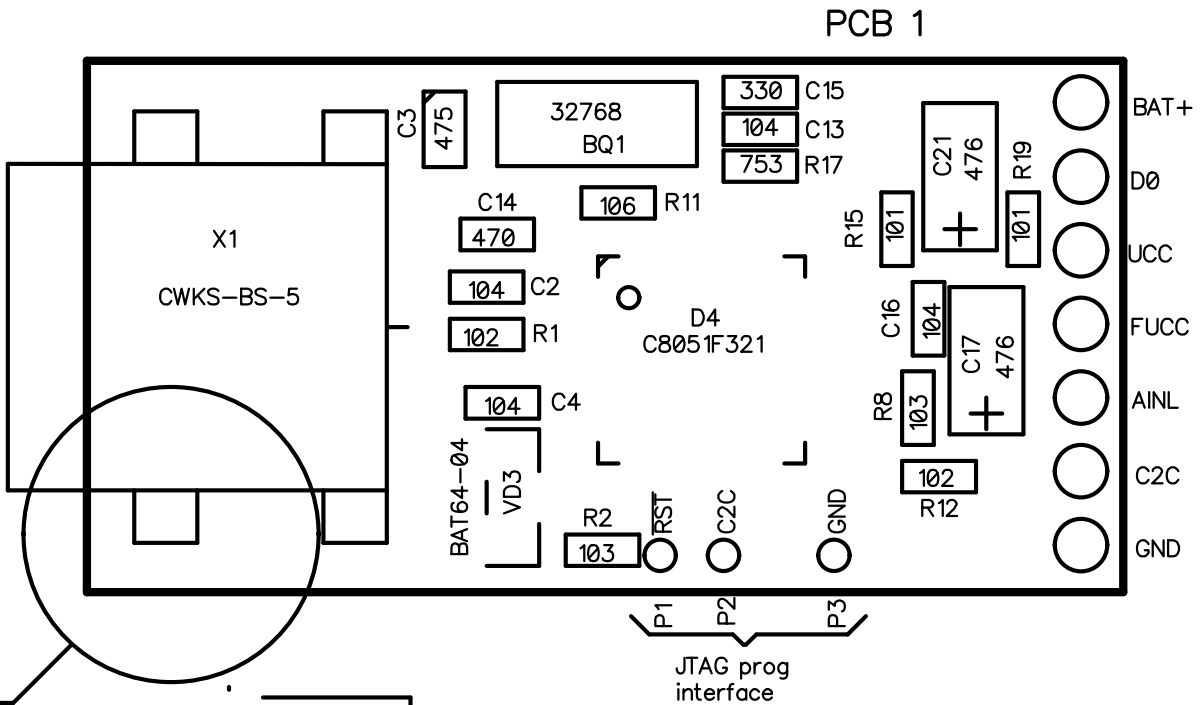 PCB 1
330 C15
104 C13
753 R17
C3
475
32768
BQ1
BAT+
C21
476
R19
D0
106 R11
C14
470
R15
101
101
X1
CWKS-BS-5
UCC
104 C2
102 R1
D4
C8051F321
C16
104
C17
476
FUCC
104 C4
R8
103
AINL
BAT64-04
VD3
102
R12
C2C
R2
103
RST
C2C
GND
GND
P1
P2
P3
JTAG prog
interface